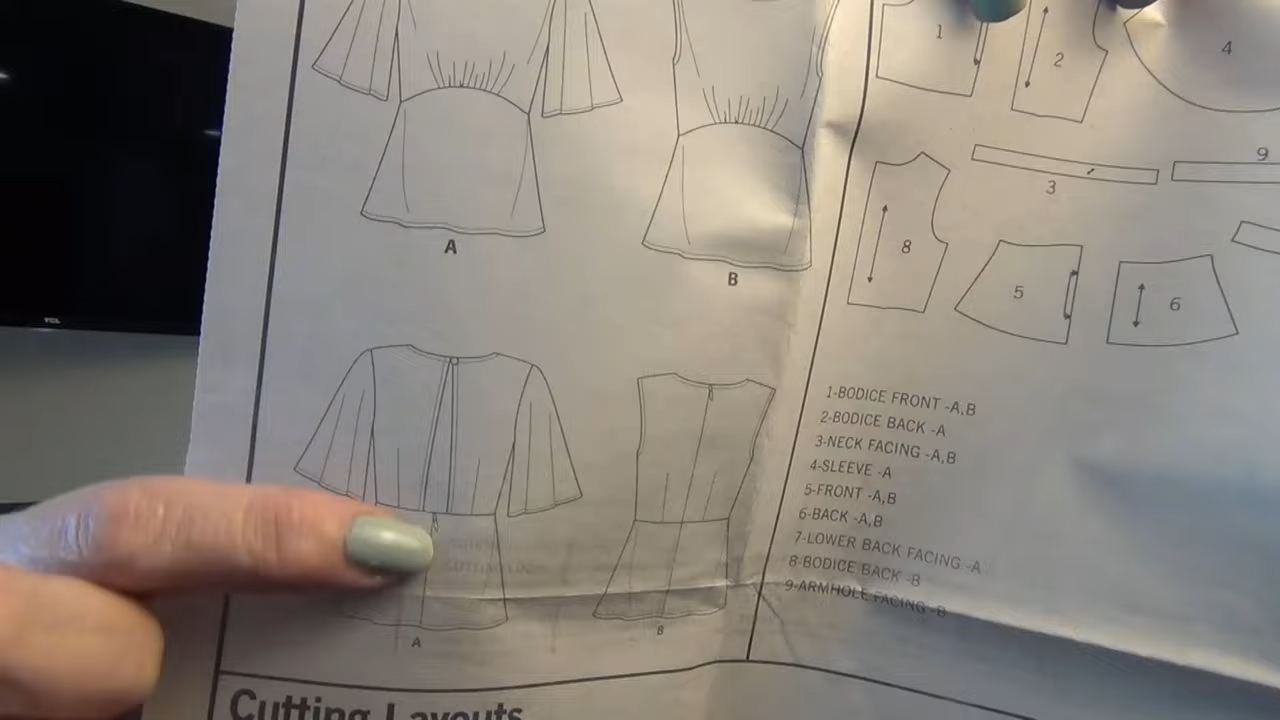 1
2
4
9
3
8
5
6
A
B
TCL
1-BODICE FRONT -A,B
2-BODICE BACK -A
3-NECK FACING -A,B
4-SLEEVE -A
5-FRONT -A,B
6-BACK -A,B
7-LOWER BACK FACING -A
8-BODICE BACK -B
9-ARMHOLE FACING -B
A
B
Cutting Layouts